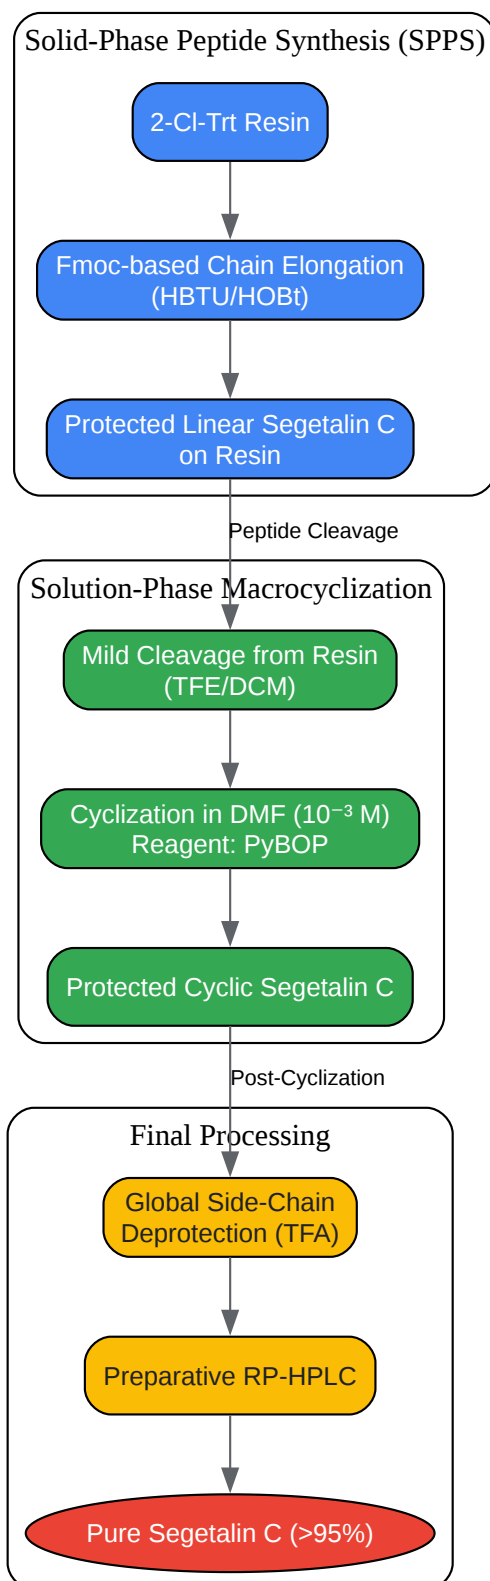 Solid-Phase Peptide Synthesis (SPPS)
2-Cl-Trt Resin
Fmoc-based Chain Elongation
(HBTU/HOBt)
Protected Linear Segetalin C
on Resin
Peptide Cleavage
Solution-Phase Macrocyclization
Mild Cleavage from Resin
(TFE/DCM)
Cyclization in DMF (10⁻³ M)
Reagent: PyBOP
Protected Cyclic Segetalin C
Post-Cyclization
Final Processing
Global Side-Chain
Deprotection (TFA)
Preparative RP-HPLC
Pure Segetalin C (>95%)